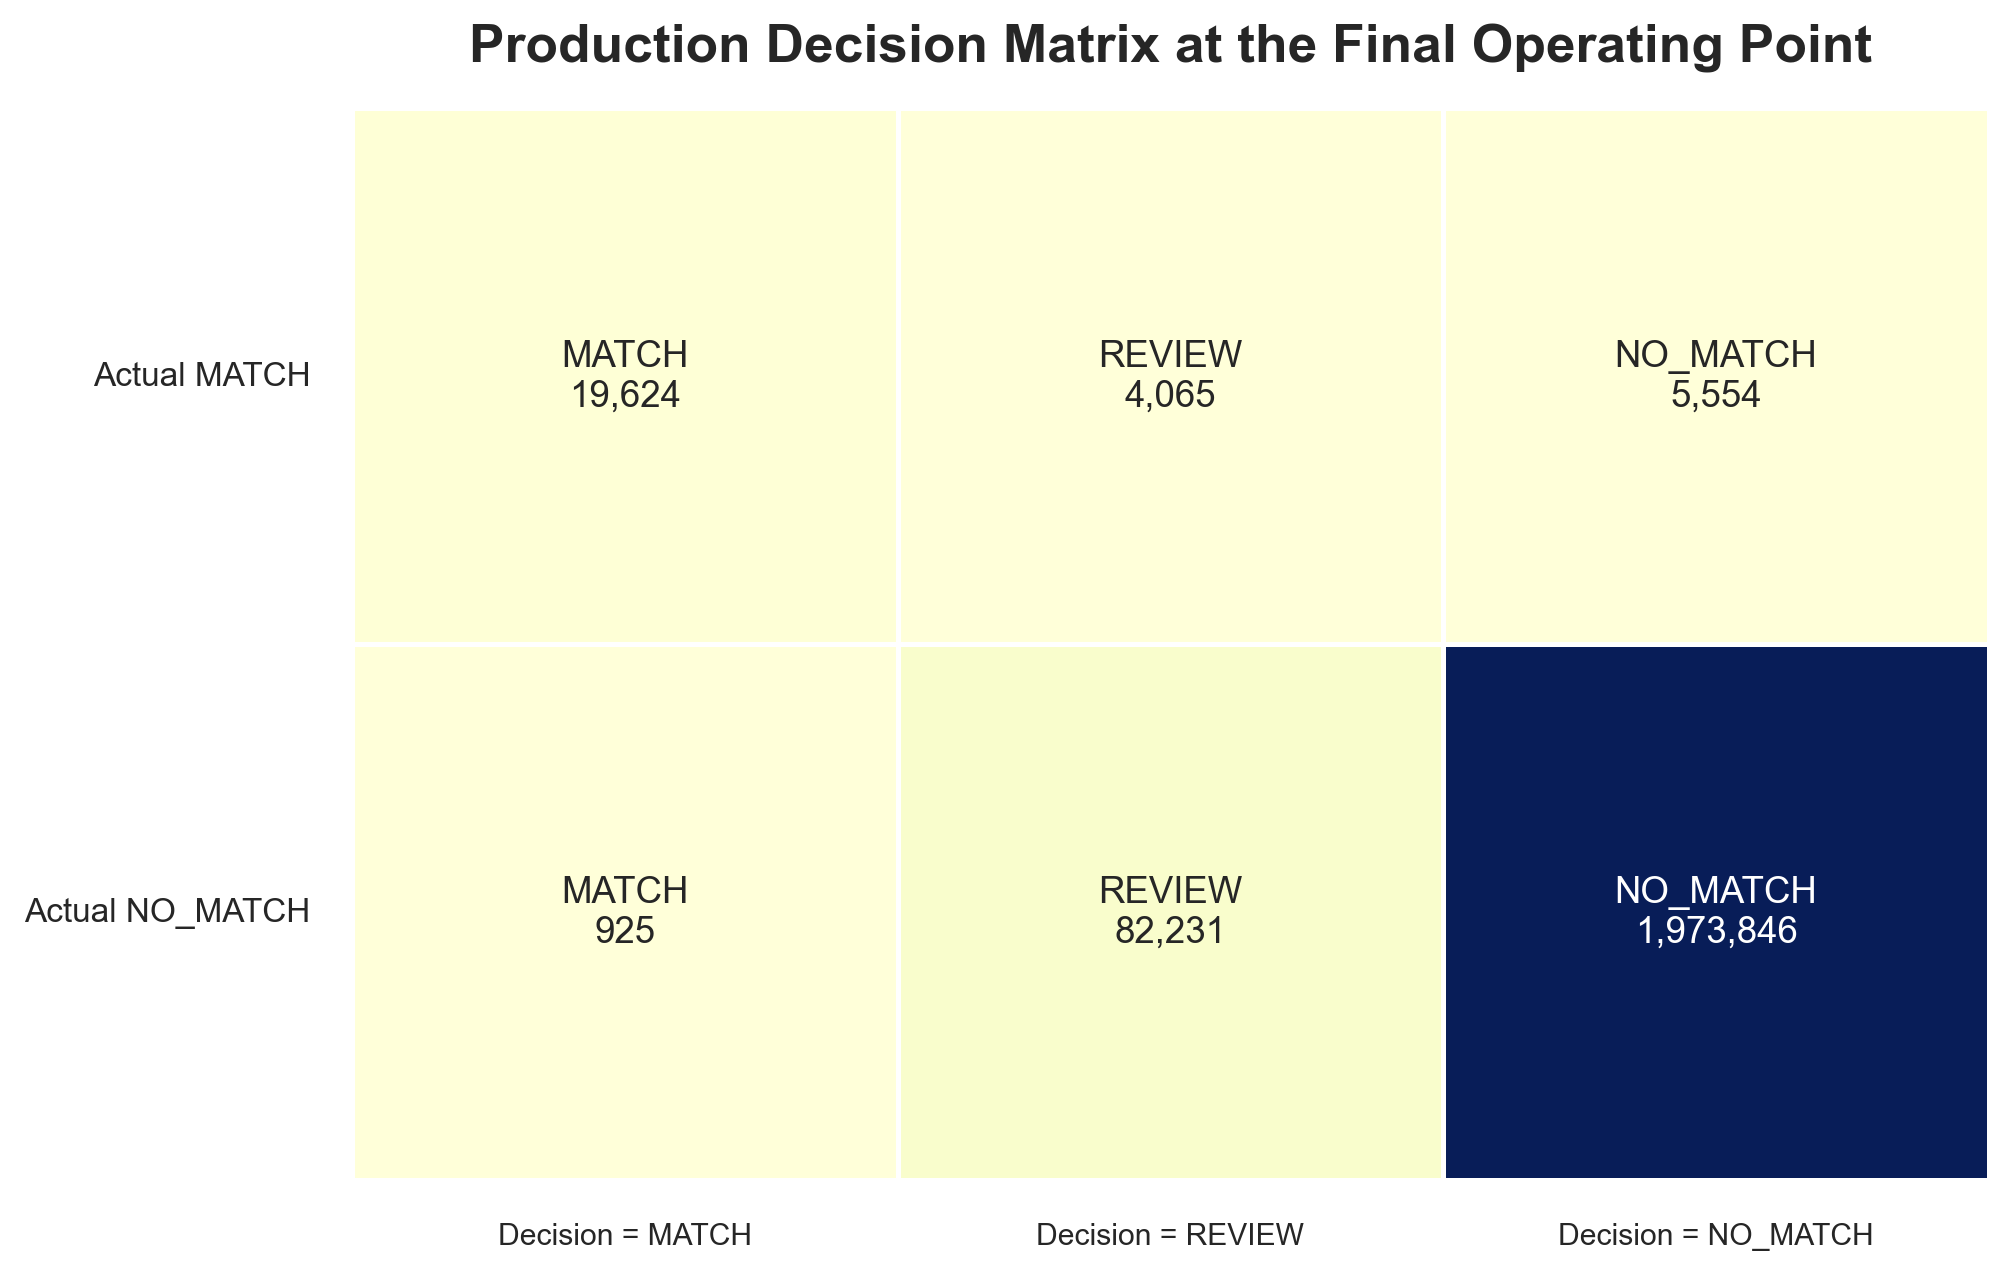 Production Decision Matrix at the Final Operating Point
Actual MATCH
MATCH
19,624
REVIEW
4,065
NO_MATCH
5,554
Actual NO_MATCH
MATCH
925
REVIEW
82,231
NO_MATCH
1,973,846
Decision = MATCH
Decision = REVIEW
Decision = NO_MATCH